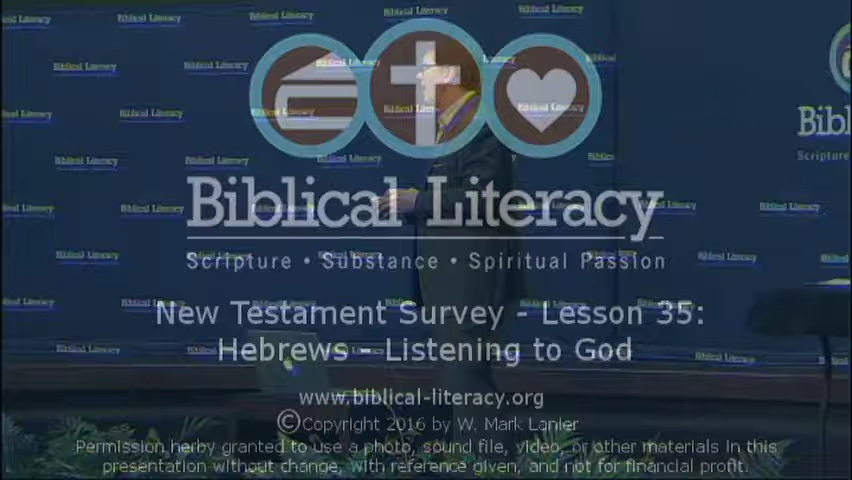 Biblical Literacy
Scripture • Substance • Spiritual Passion
New Testament Survey - Lesson 35:
Hebrews - Listening to God
www.biblical-literacy.org
©Copyright 2016 by W. Mark Lanier
Permission herby granted to use a photo, sound file, video, or other materials in this
presentation without change, with reference given, and not for financial profit.